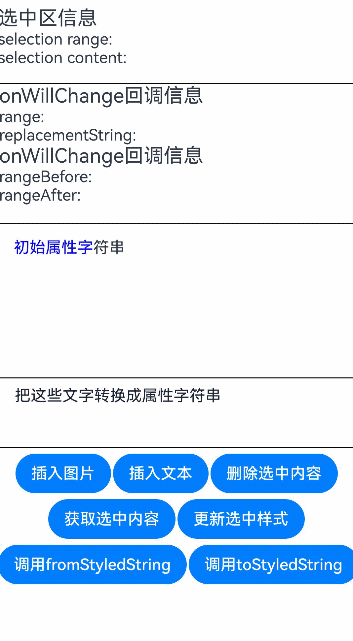 选中区信息
selection range:
selection content:
onWillChange回调信息
range:
replacementString:
onWillChange回调信息
rangeBefore:
rangeAfter:
初始属性字符串
把这些文字转换成属性字符串
插入图片 插入文本 删除选中内容
获取选中内容 更新选中样式
调用fromStyledString 调用toStyledString